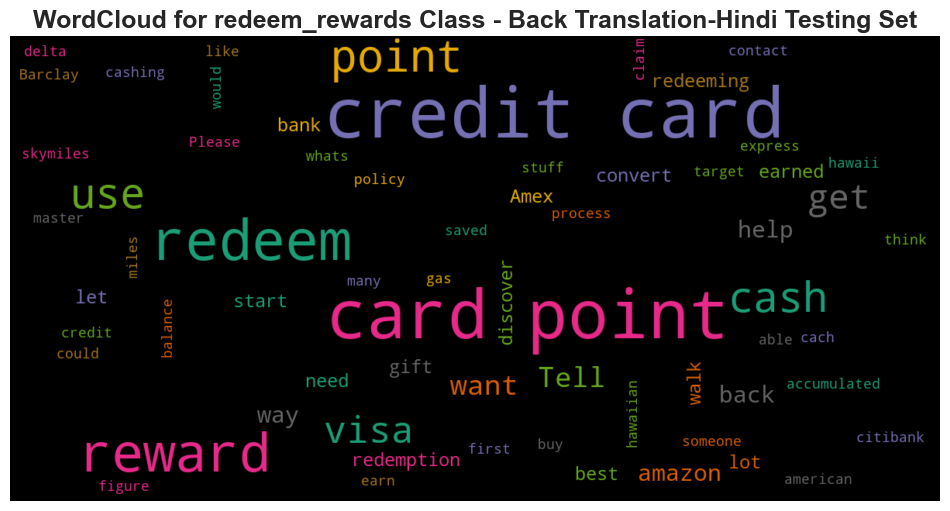 WordCloud for redeem_rewards Class - Back Translation-Hindi Testing Set
delta like point claim contact
Barclay cashing would redeeming
credit card
bank
Please express
skymiles whats stuff convert target earned hawaii
use policy Amex get
master process
redeem saved help think
miles
many gas discover
let start card point cash
balance
credit able cach
could gift
need want Tell walk back accumulated
way hawaiian
visa someone citibank
reward redemption first buy
best amazon lot
figure earn american